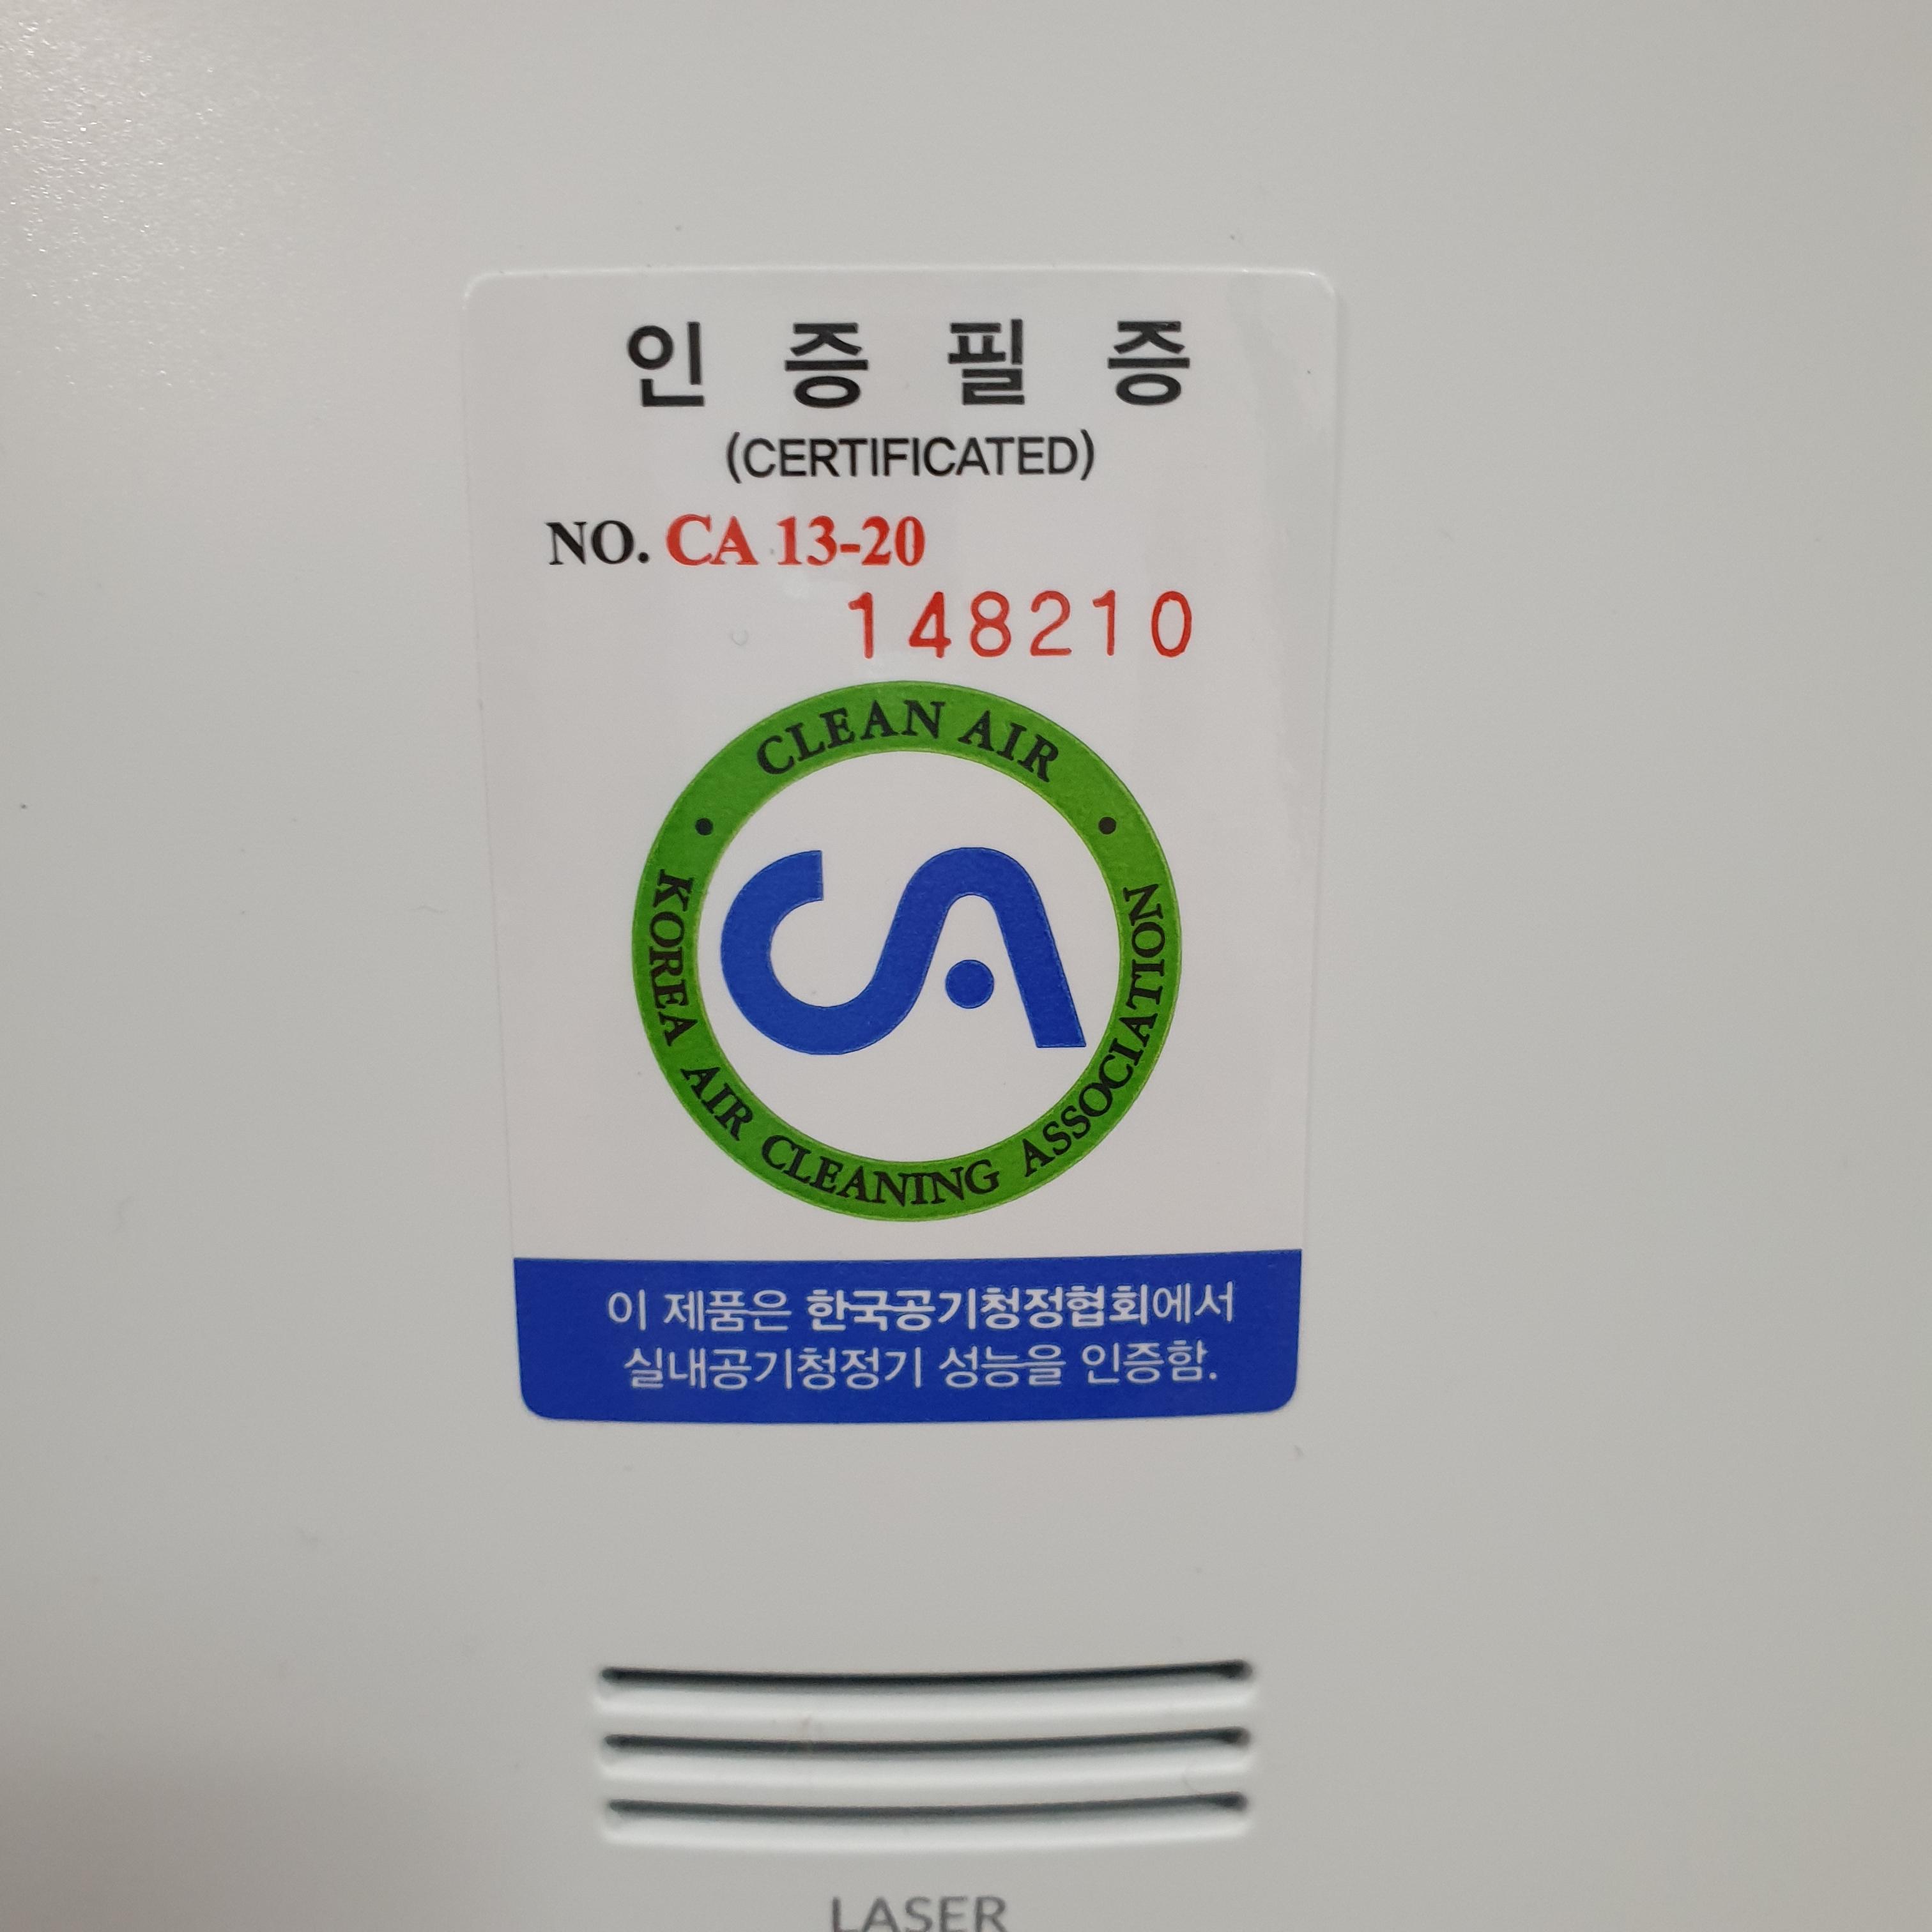 인증필증
(CERTIFICATED)
NO. CA 13-20
148210
CLEAN AIR
CA
• KOREA AIR CLEANING ASSOCIATION •
이 제품은 한국공기청정협회에서
실내공기청정기 성능을 인증함.
LASER